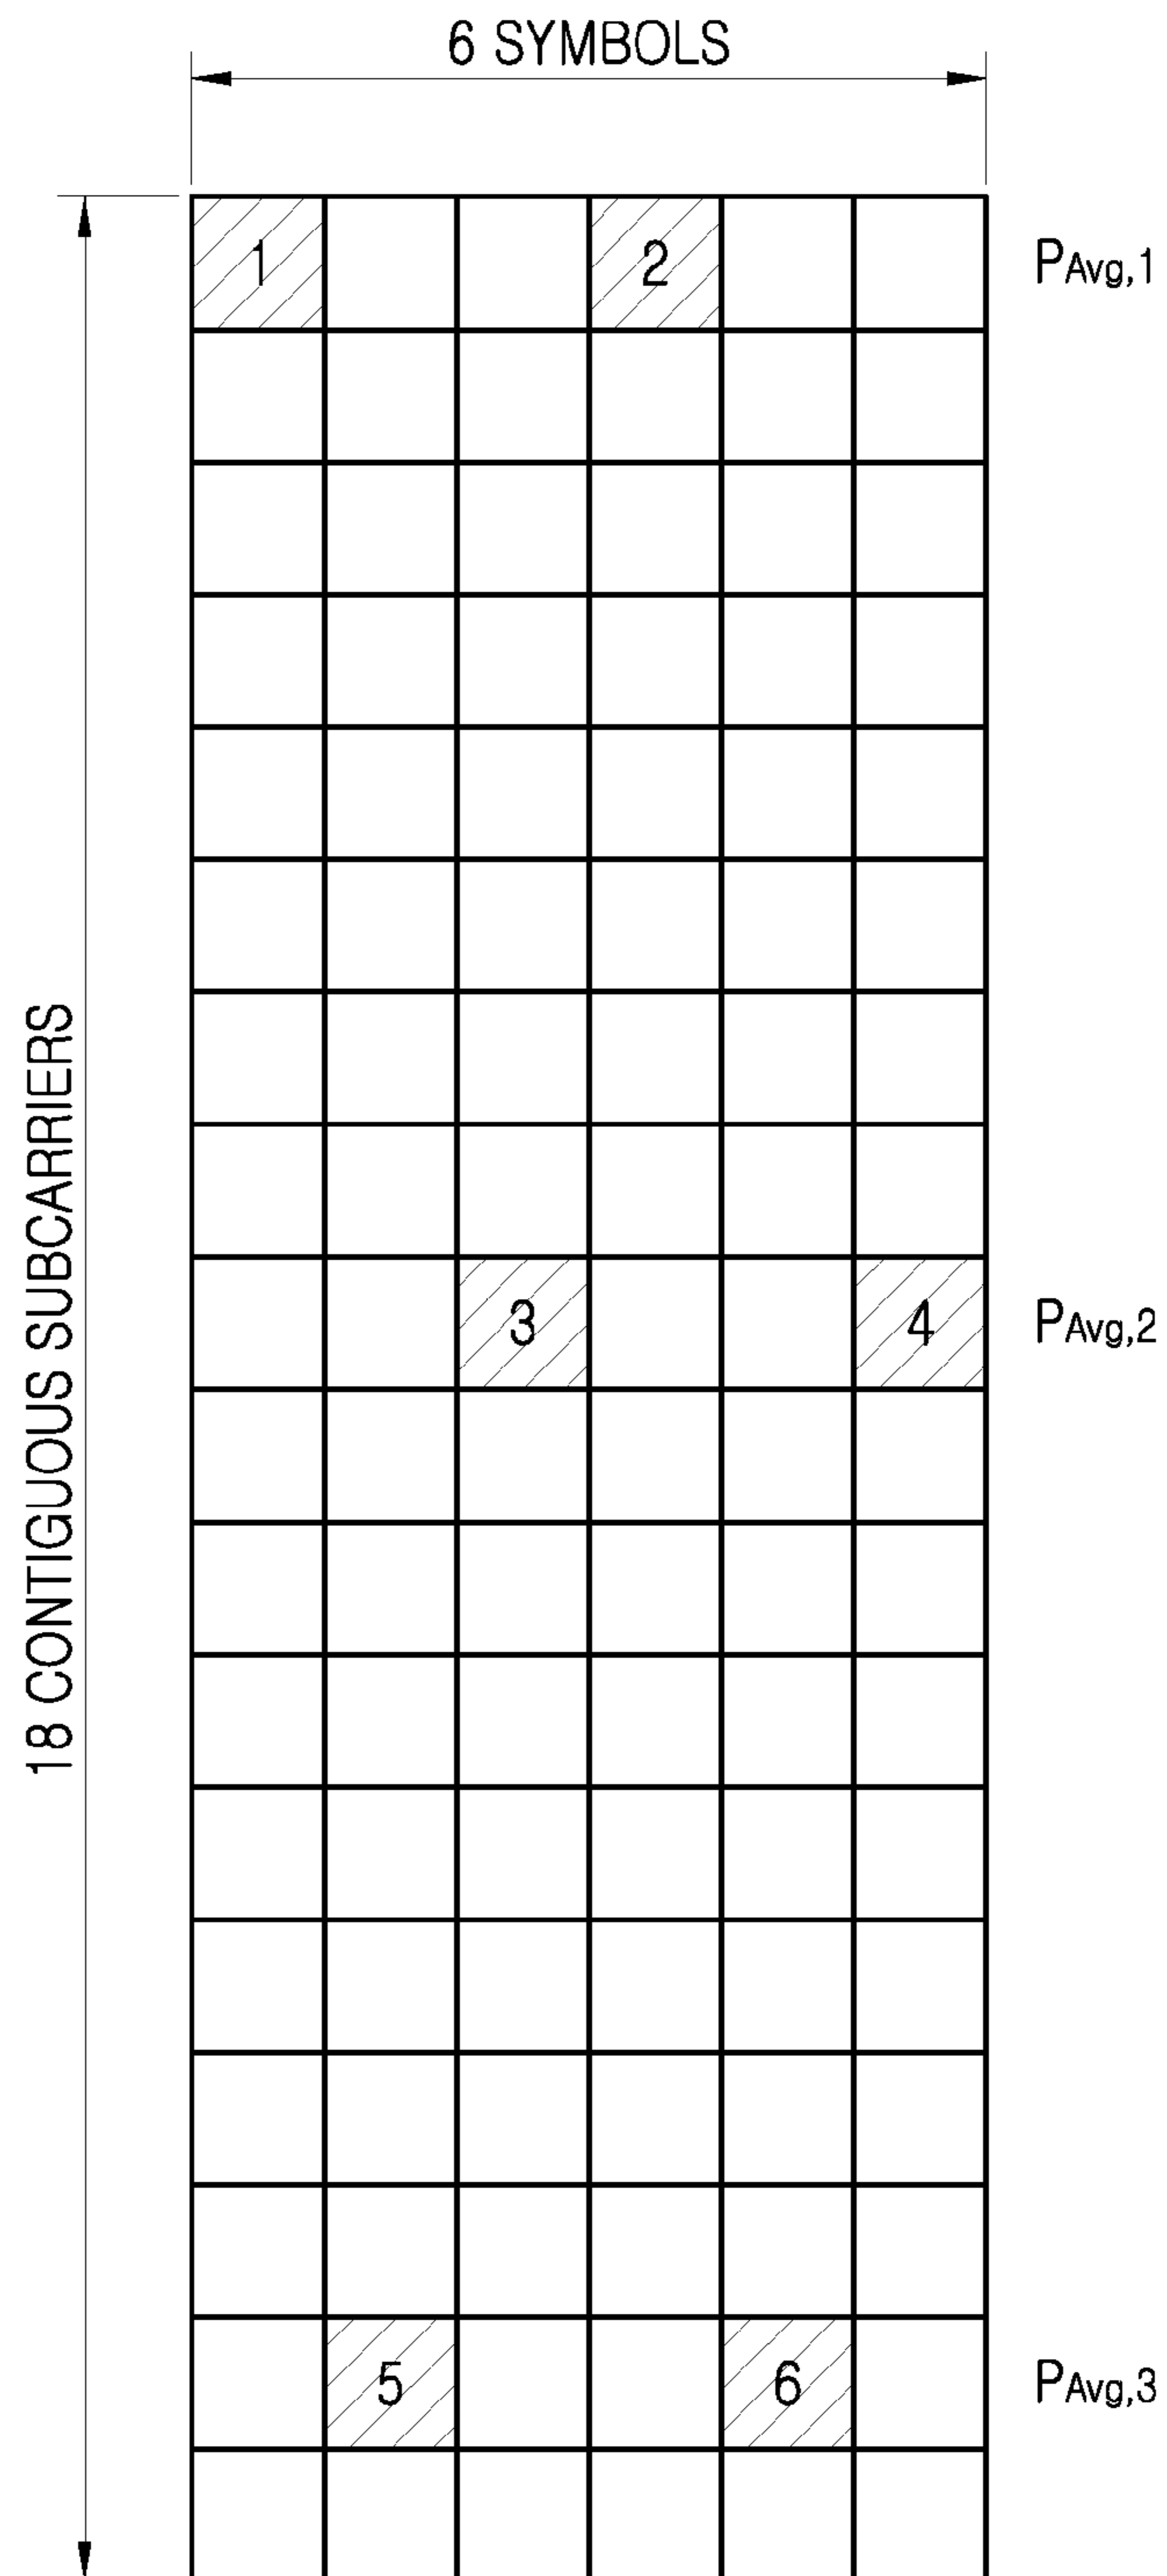 6 SYMBOLS
1 2 PAvg,1
18 CONTIGUOUS SUBCARRIERS
3 4 PAvg,2
5 6 PAvg,3